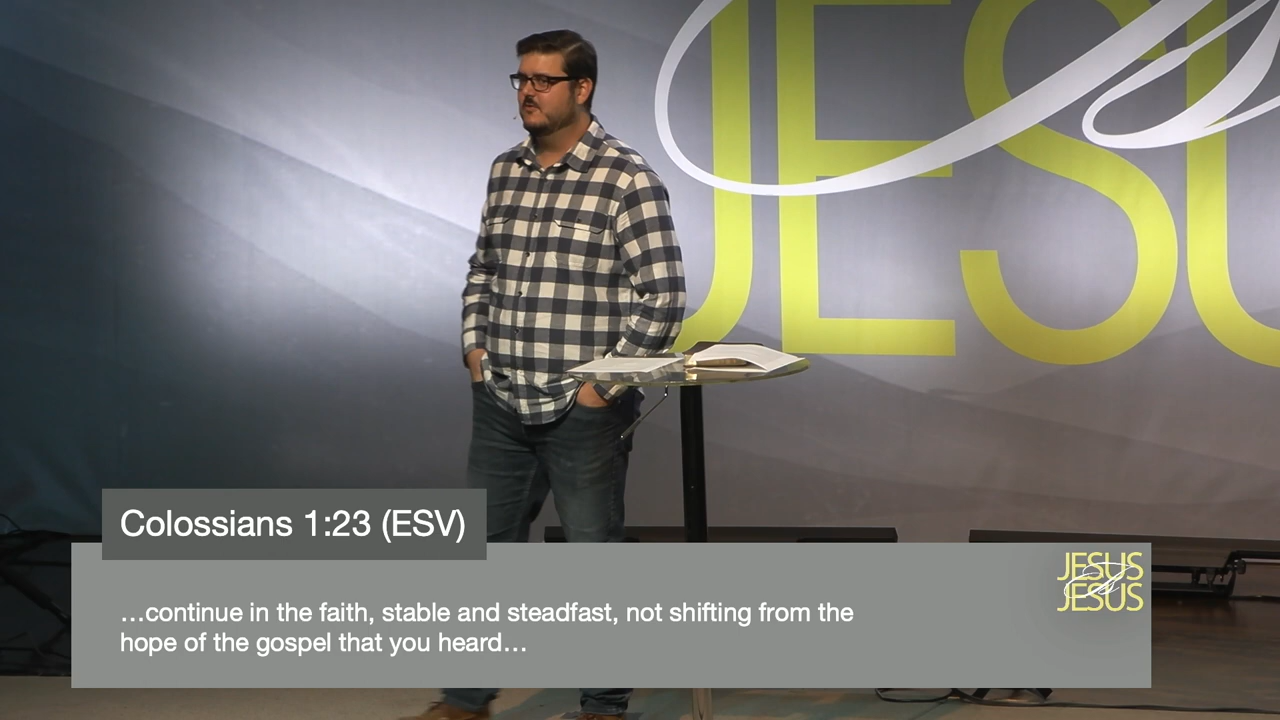 JESU
Colossians 1:23 (ESV)
JESUS
JESUS
…continue in the faith, stable and steadfast, not shifting from the
hope of the gospel that you heard…